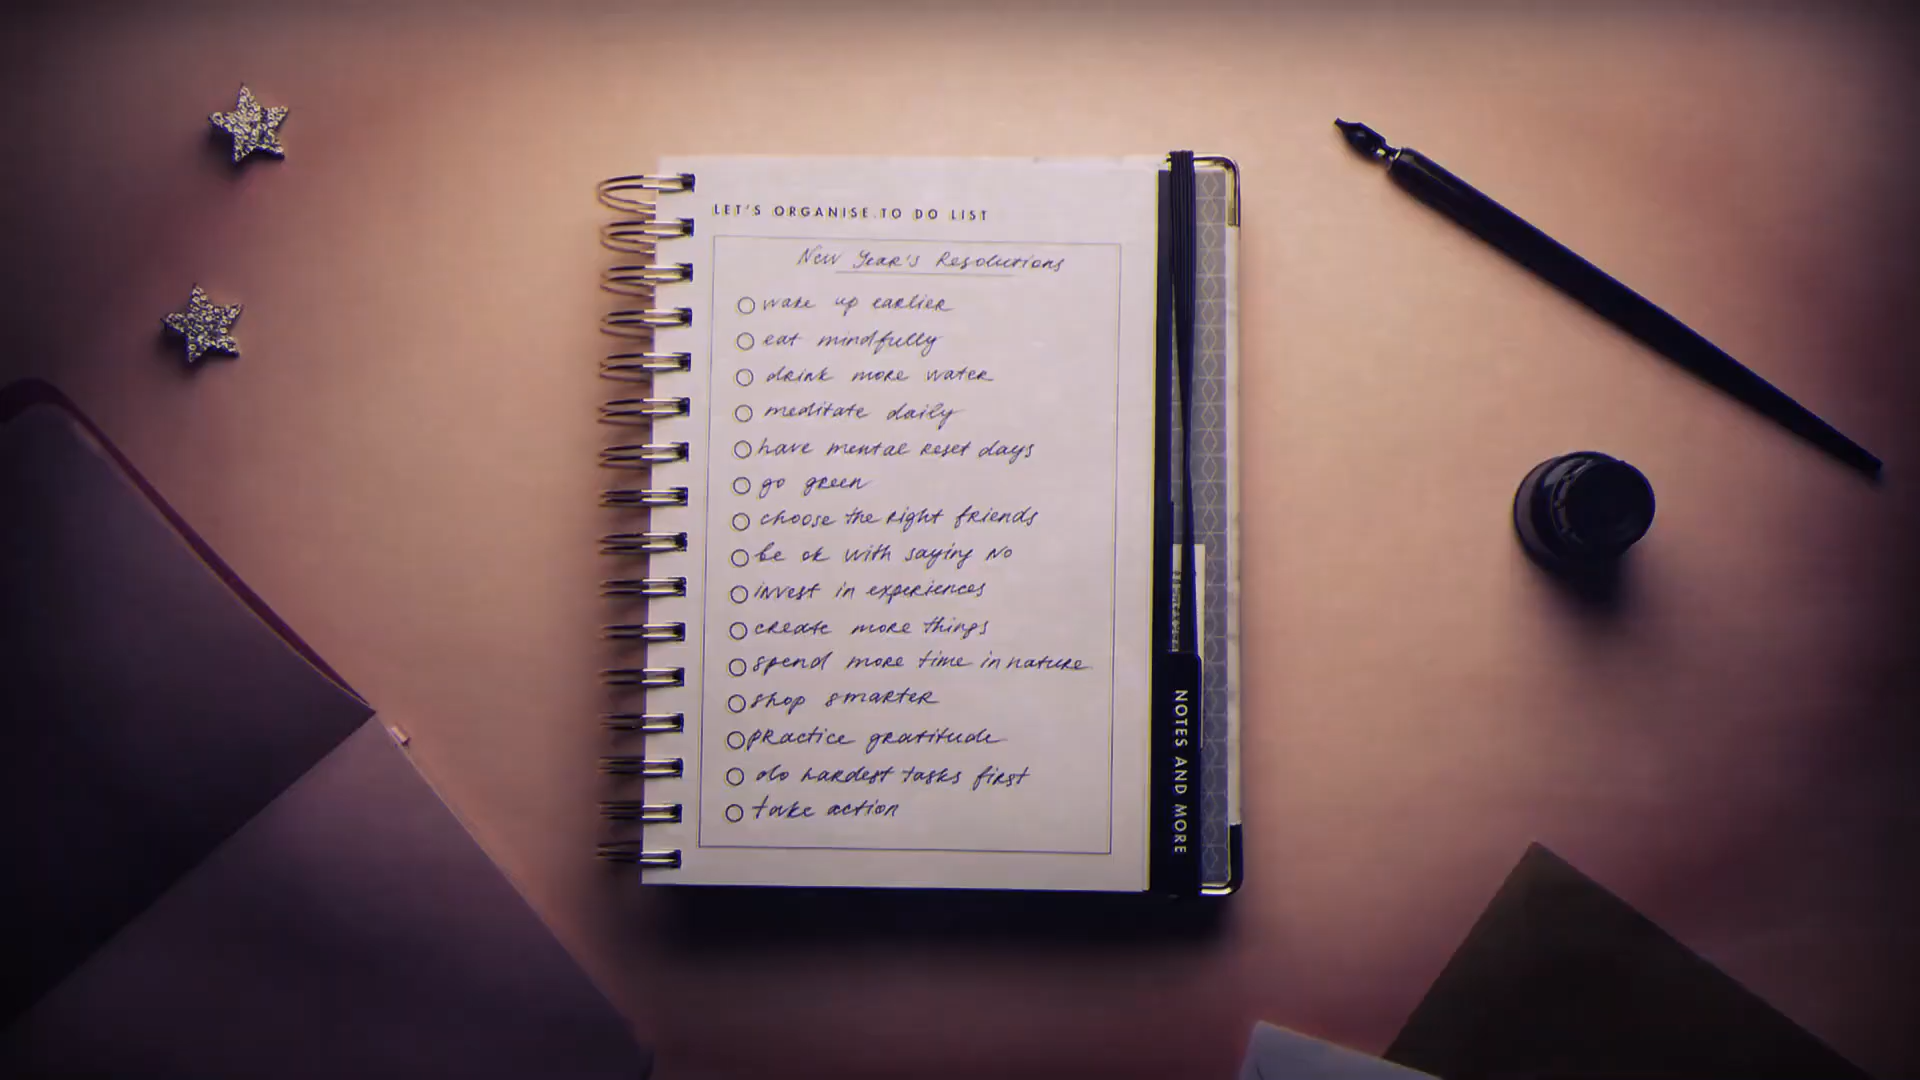 LET'S ORGANISE.TO DO LIST
New Year's Resolutions
wake up earlier
eat mindfully
drink more water
meditate daily
have mental reset days
go green
choose the right friends
be ok with saying NO
invest in experiences
create more things
spend more time in nature
shop smarter
practice gratitude
do hardest tasks first
take action
NOTES AND MORE